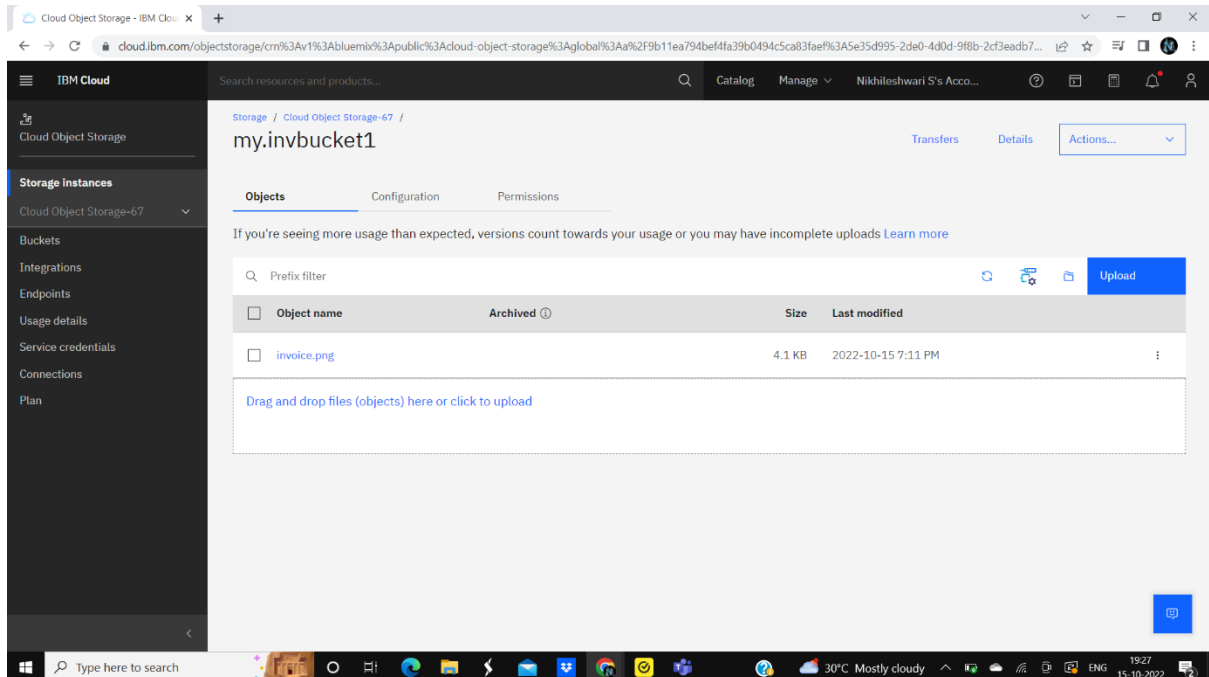 Cloud Object Storage - IBM Clou
cloud.ibm.com/objectstorage/crn%3Av1%3Abluemix%3Apublic%3Acloud-object-storage%3Aglobal%3Aa%2F9b11ea794bef4fa39b0494c5ca83faef%3A5e35d995-2de0-4d0d-9f8b-2cf3eadb7...
N
IBM Cloud
Search resources and products...
Catalog
Manage
Nikhileshwari S's Acco...
Cloud Object Storage
Storage instances
Cloud Object Storage-67
Buckets
Integrations
Endpoints
Usage details
Service credentials
Connections
Plan
Storage / Cloud Object Storage-67 /
my.invbucket1
Transfers
Details
Actions...
Objects
Configuration
Permissions
If you're seeing more usage than expected, versions count towards your usage or you may have incomplete uploads Learn more
Prefix filter
Upload
Object name
Archived
Size
Last modified
invoice.png
4.1 KB
2022-10-15 7:11 PM
Drag and drop files (objects) here or click to upload
Type here to search
30°C Mostly cloudy
ENG
19:27
15-10-2022
2